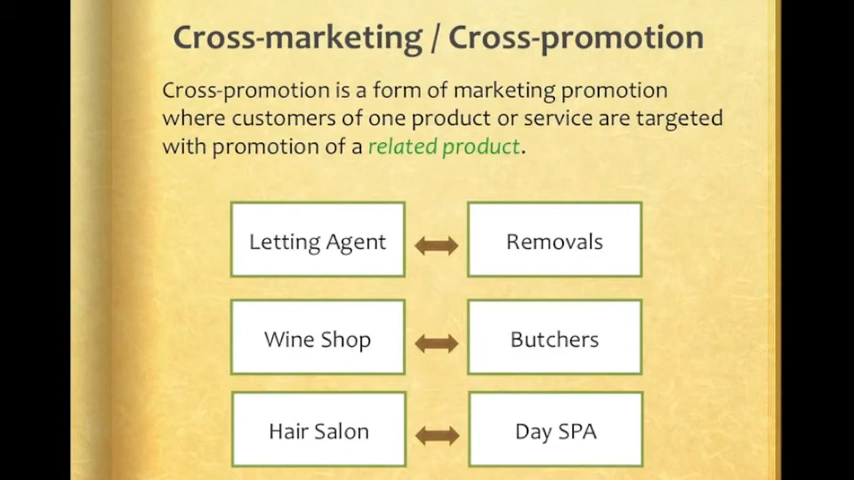 Cross-marketing / Cross-promotion
Cross-promotion is a form of marketing promotion
where customers of one product or service are targeted
with promotion of a related product.
Letting Agent
Removals
Wine Shop
Butchers
Hair Salon
Day SPA